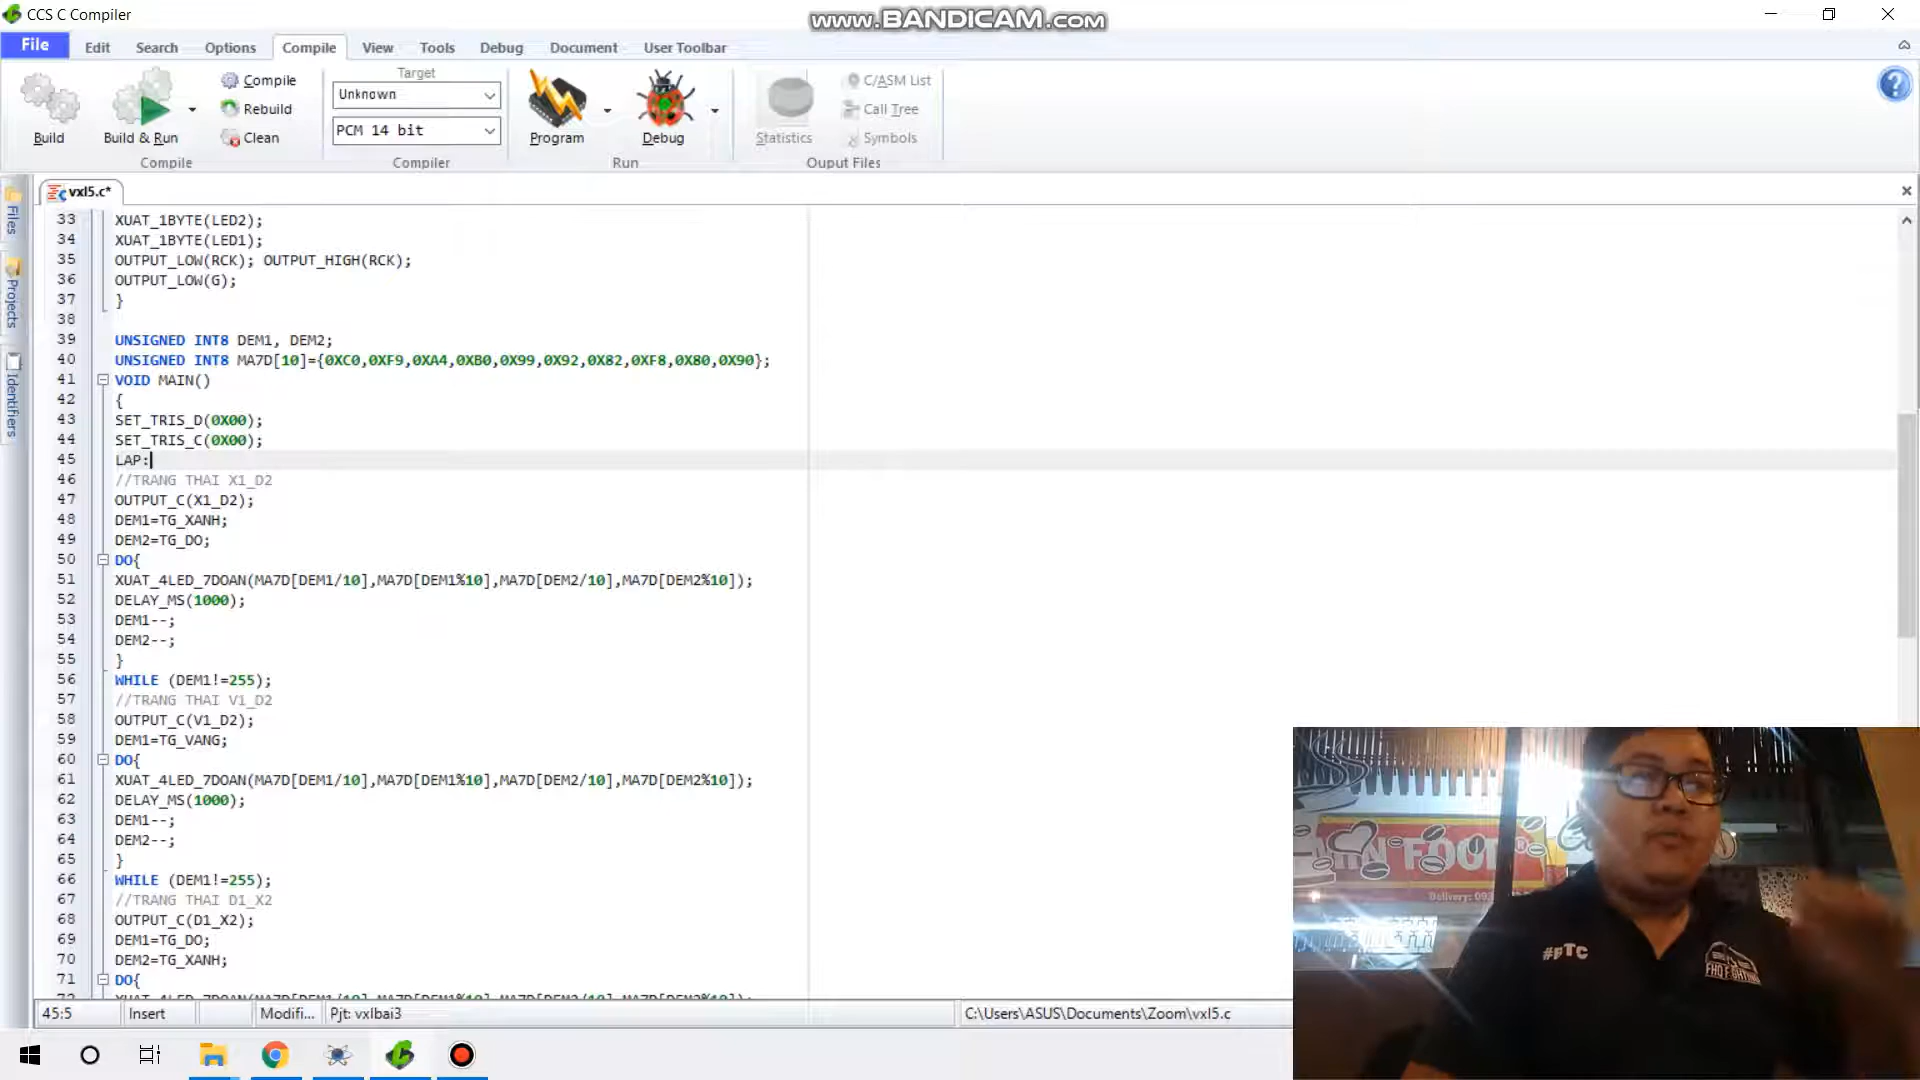 CCS C Compiler
www.BANDICAM.com
File Edit Search Options Compile View Tools Debug Document User Toolbar
Build
Build & Run
Compile
Rebuild
Clean
Compile
Target
Unknown
PCM 14 bit
Compiler
Program
Debug
Run
Statistics
C/ASM List
Call Tree
Symbols
Ouput Files
Files
Projects
Identifiers
vxl5.c*
33 XUAT_1BYTE(LED2);
34 XUAT_1BYTE(LED1);
35 OUTPUT_LOW(RCK); OUTPUT_HIGH(RCK);
36 OUTPUT_LOW(G);
37 }
38
39 UNSIGNED INT8 DEM1, DEM2;
40 UNSIGNED INT8 MA7D[10]={0XC0,0XF9,0XA4,0XB0,0X99,0X92,0X82,0XF8,0X80,0X90};
41 VOID MAIN()
42 {
43 SET_TRIS_D(0X00);
44 SET_TRIS_C(0X00);
45 LAP:
46 //TRANG THAI X1_D2
47 OUTPUT_C(X1_D2);
48 DEM1=TG_XANH;
49 DEM2=TG_DO;
50 DO{
51 XUAT_4LED_7DOAN(MA7D[DEM1/10],MA7D[DEM1%10],MA7D[DEM2/10],MA7D[DEM2%10]);
52 DELAY_MS(1000);
53 DEM1--;
54 DEM2--;
55 }
56 WHILE (DEM1!=255);
57 //TRANG THAI V1_D2
58 OUTPUT_C(V1_D2);
59 DEM1=TG_VANG;
60 DO{
61 XUAT_4LED_7DOAN(MA7D[DEM1/10],MA7D[DEM1%10],MA7D[DEM2/10],MA7D[DEM2%10]);
62 DELAY_MS(1000);
63 DEM1--;
64 DEM2--;
65 }
66 WHILE (DEM1!=255);
67 //TRANG THAI D1_X2
68 OUTPUT_C(D1_X2);
69 DEM1=TG_DO;
70 DEM2=TG_XANH;
71 DO{
45:5 Insert Modifi... Pjt: vxlbai3 C:\Users\ASUS\Documents\Zoom\vxl5.c
Delivery:
#PTC